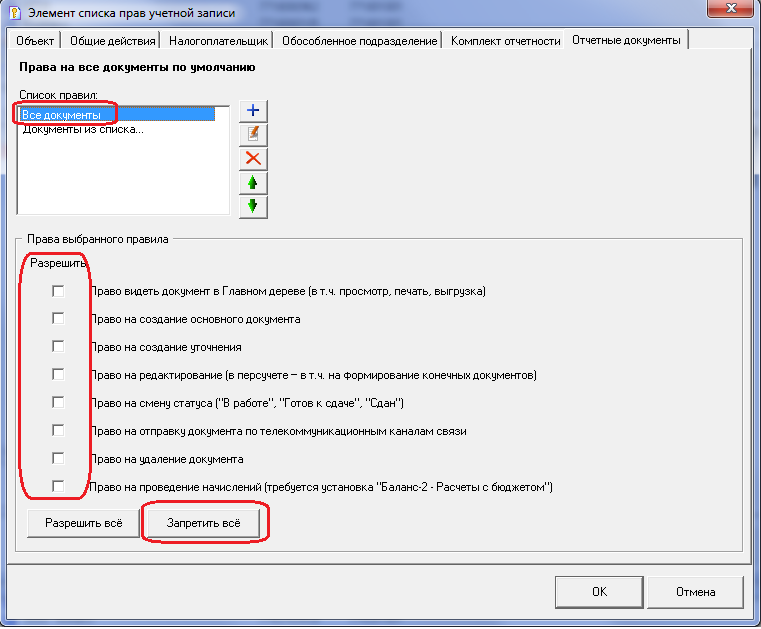 Элемент списка прав учетной записи
Объект Общие действия Налогоплательщик Обособленное подразделение Комплект отчетности Отчетные документы
Права на все документы по умолчанию
Список правил:
Все документы
Документы из списка...
Права выбранного правила
Разрешить
Право видеть документ в Главном дереве (в т.ч. просмотр, печать, выгрузка)
Право на создание основного документа
Право на создание уточнения
Право на редактирование (в персучете – в т.ч. на формирование конечных документов)
Право на смену статуса ("В работе", "Готов к сдаче", "Сдан")
Право на отправку документа по телекоммуникационным каналам связи
Право на удаление документа
Право на проведение начислений (требуется установка "Баланс-2 - Расчеты с бюджетом")
Разрешить всё Запретить всё
OK Отмена